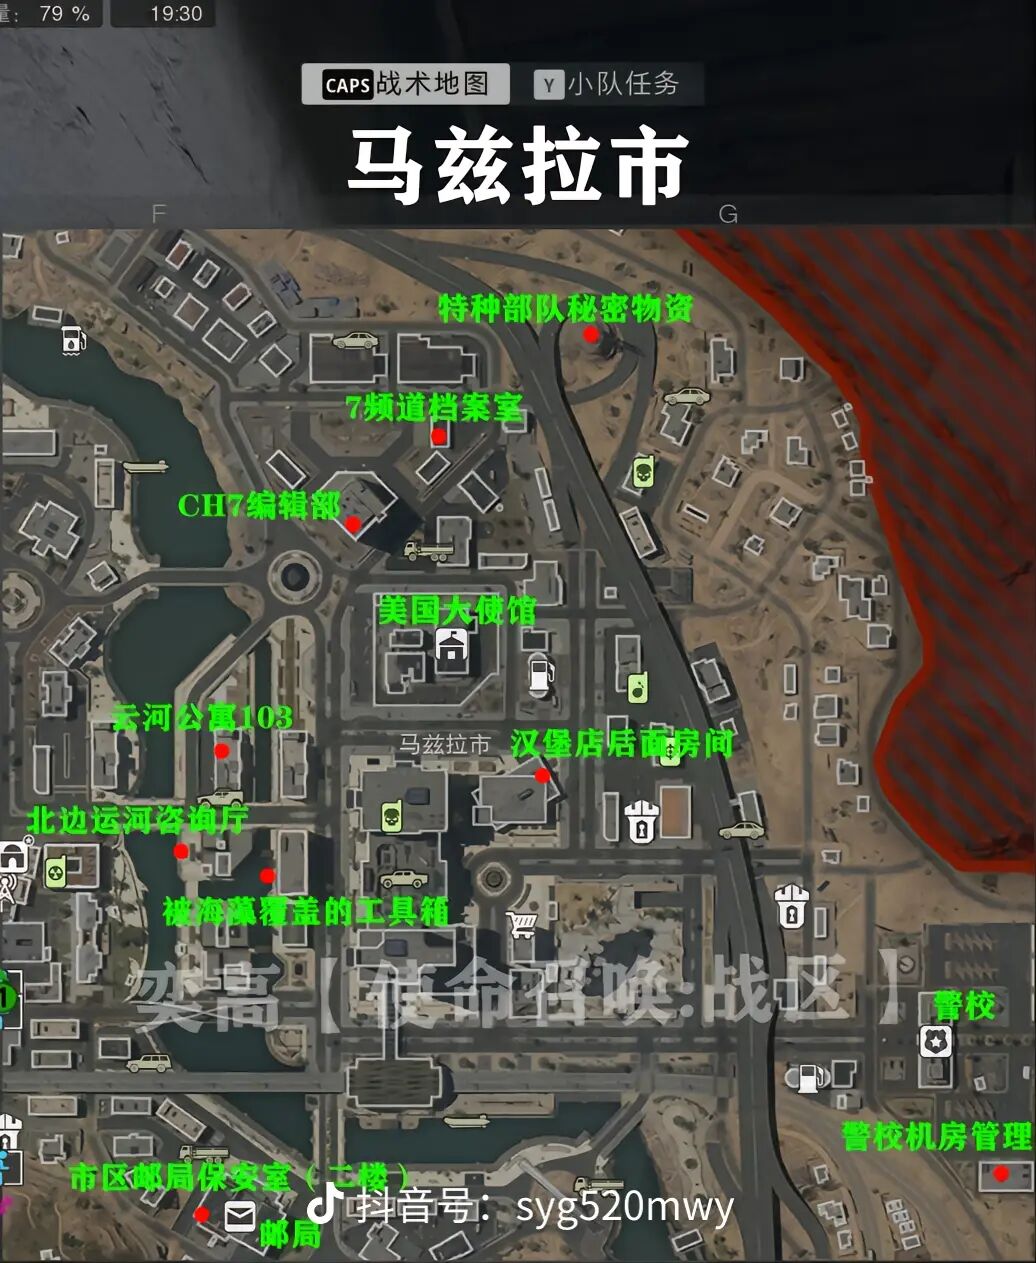 量： 79 % 19:30
CAPS 战术地图 Y 小队任务
马兹拉市
F G
特种部队秘密物资
7频道档案室
CH7编辑部
美国大使馆
云河公寓103
马兹拉市 汉堡店后面房间
北边运河咨询厅
被海藻覆盖的工具箱
奕高【使命召唤:战区】
警校
警校机房管理
市区邮局保安室（二楼）
抖音号：syg520mwy
邮局